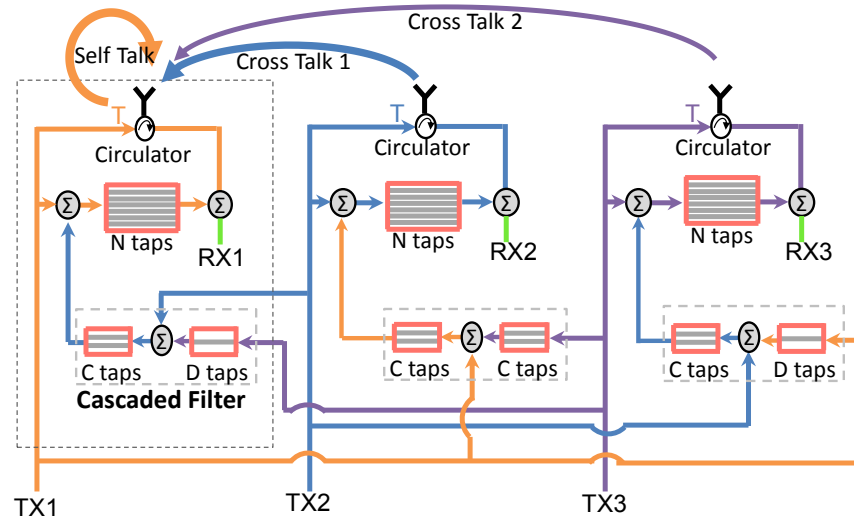 Cross Talk 2
Self Talk
Cross Talk 1
T
T
T
Circulator
Circulator
Circulator
Σ
Σ
Σ
Σ
Σ
Σ
N taps
N taps
N taps
RX1
RX2
RX3
Σ
Σ
Σ
C taps
D taps
C taps
C taps
C taps
D taps
Cascaded Filter
TX1
TX2
TX3